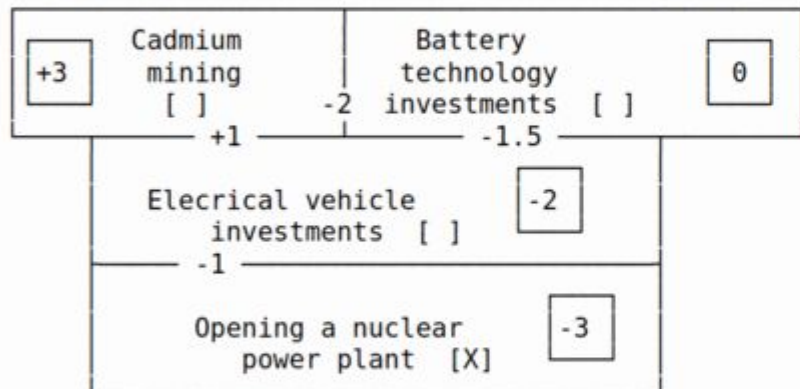 Cadmium Battery
+3 mining technology 0
[ ] -2 investments [ ]
+1 -1.5
Elecrical vehicle -2
investments [ ]
-1
Opening a nuclear -3
power plant [X]